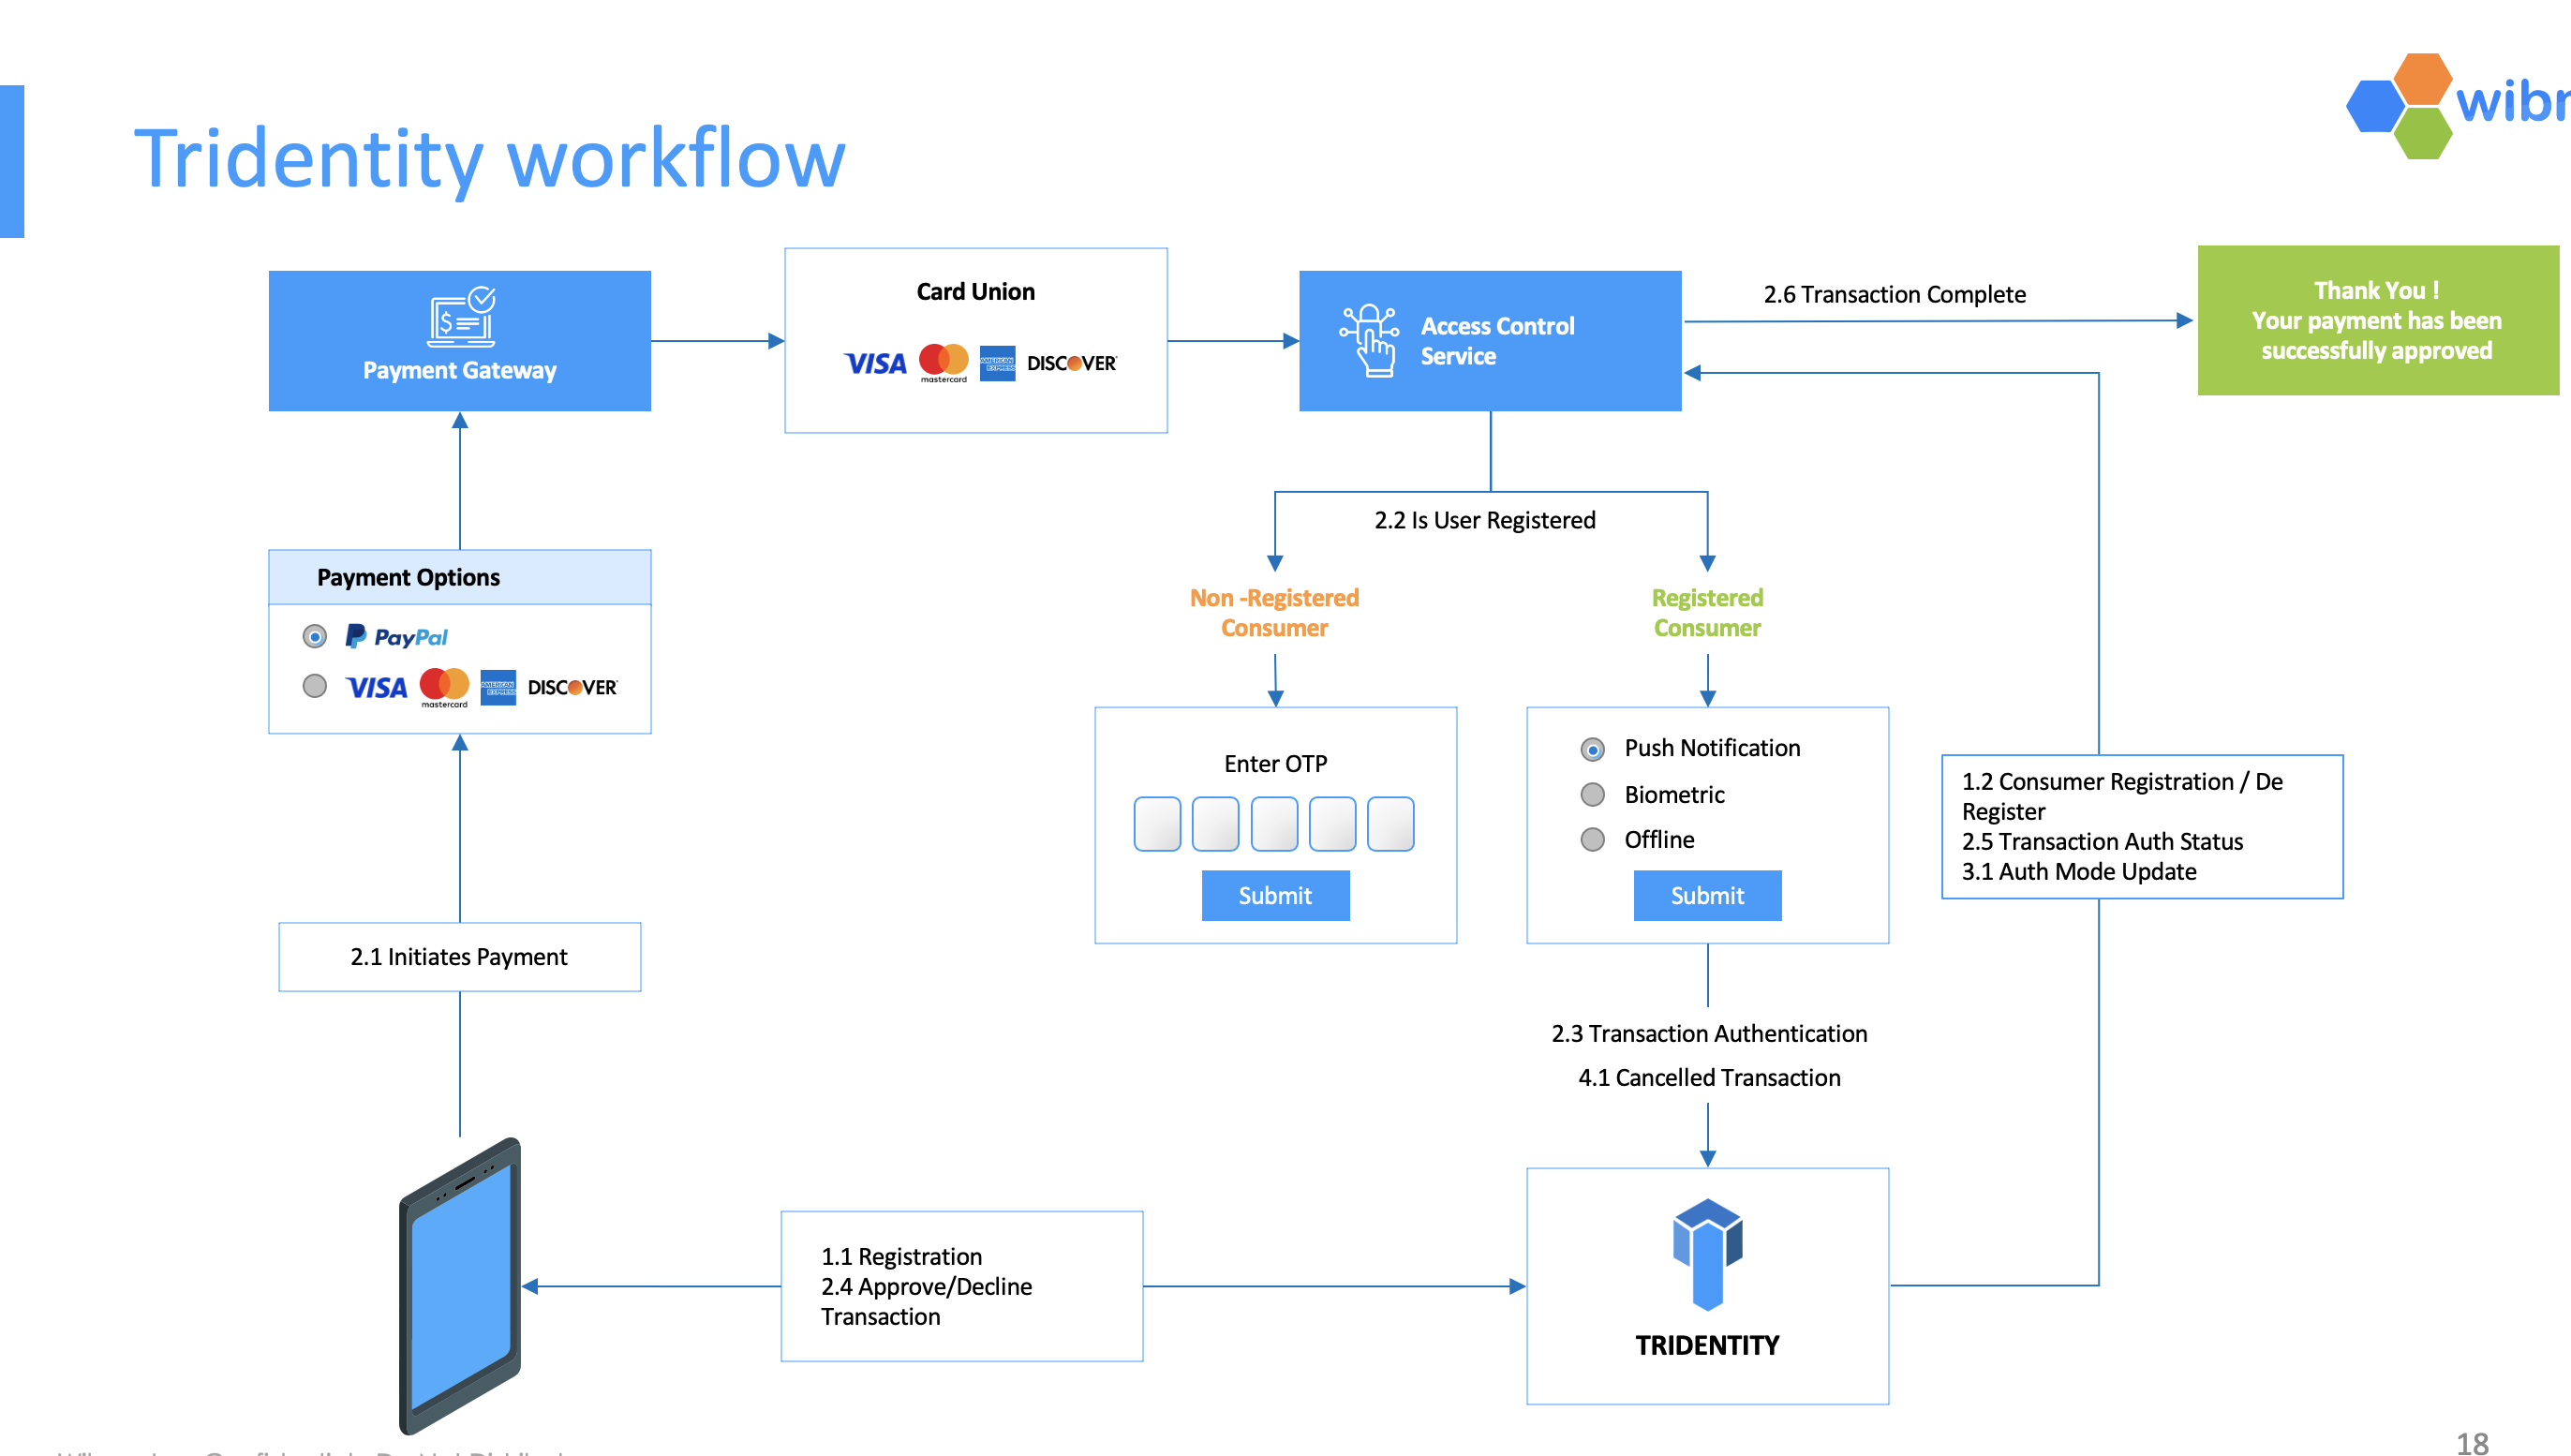 Tridentity workflow
Payment Gateway
Card Union
VISA
mastercard
AMERICAN
EXPRESS
DISCOVER
Access Control
Service
2.6 Transaction Complete
Thank You !
Your payment has been
successfully approved
2.2 Is User Registered
Payment Options
PayPal
VISA
mastercard
AMERICAN
EXPRESS
DISCOVER
Non -Registered
Consumer
Registered
Consumer
Enter OTP
Submit
Push Notification
Biometric
Offline
Submit
1.2 Consumer Registration / De
Register
2.5 Transaction Auth Status
3.1 Auth Mode Update
2.1 Initiates Payment
2.3 Transaction Authentication
4.1 Cancelled Transaction
1.1 Registration
2.4 Approve/Decline
Transaction
TRIDENTITY
18